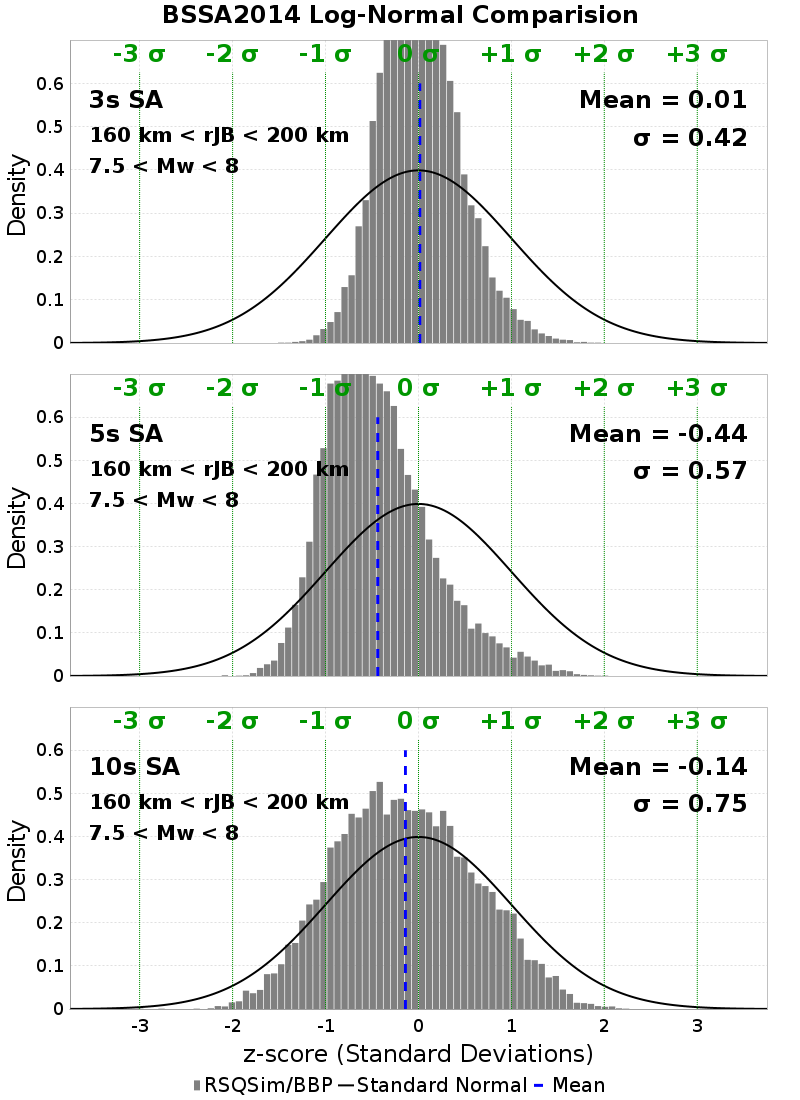 BSSA2014 Log-Normal Comparision
-3 σ -2 σ -1 σ 0 σ +1 σ +2 σ +3 σ
3s SA
160 km < rJB < 200 km
7.5 < Mw < 8
Mean = 0.01
σ = 0.42
0.6
0.5
0.4
0.3
0.2
0.1
0
Density
-3 σ -2 σ -1 σ 0 σ +1 σ +2 σ +3 σ
5s SA
160 km < rJB < 200 km
7.5 < Mw < 8
Mean = -0.44
σ = 0.57
0.6
0.5
0.4
0.3
0.2
0.1
0
Density
-3 σ -2 σ -1 σ 0 σ +1 σ +2 σ +3 σ
10s SA
160 km < rJB < 200 km
7.5 < Mw < 8
Mean = -0.14
σ = 0.75
0.6
0.5
0.4
0.3
0.2
0.1
0
Density
-3 -2 -1 0 1 2 3
z-score (Standard Deviations)
RSQSim/BBP Standard Normal Mean